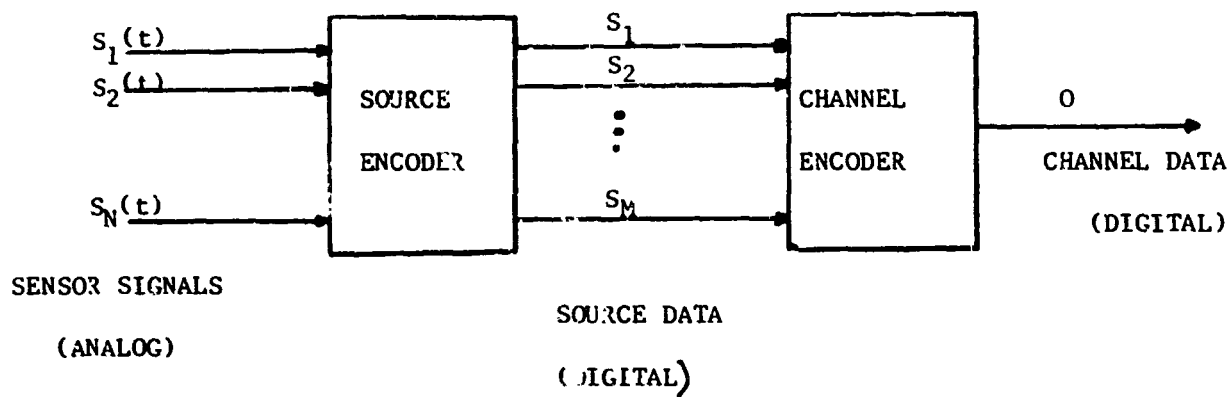 S1(t)
S2(t)
SN(t)
SENSOR SIGNALS
(ANALOG)
SOURCE
ENCODER
S1
S2
SM
SOURCE DATA
(DIGITAL)
CHANNEL
ENCODER
O
CHANNEL DATA
(DIGITAL)